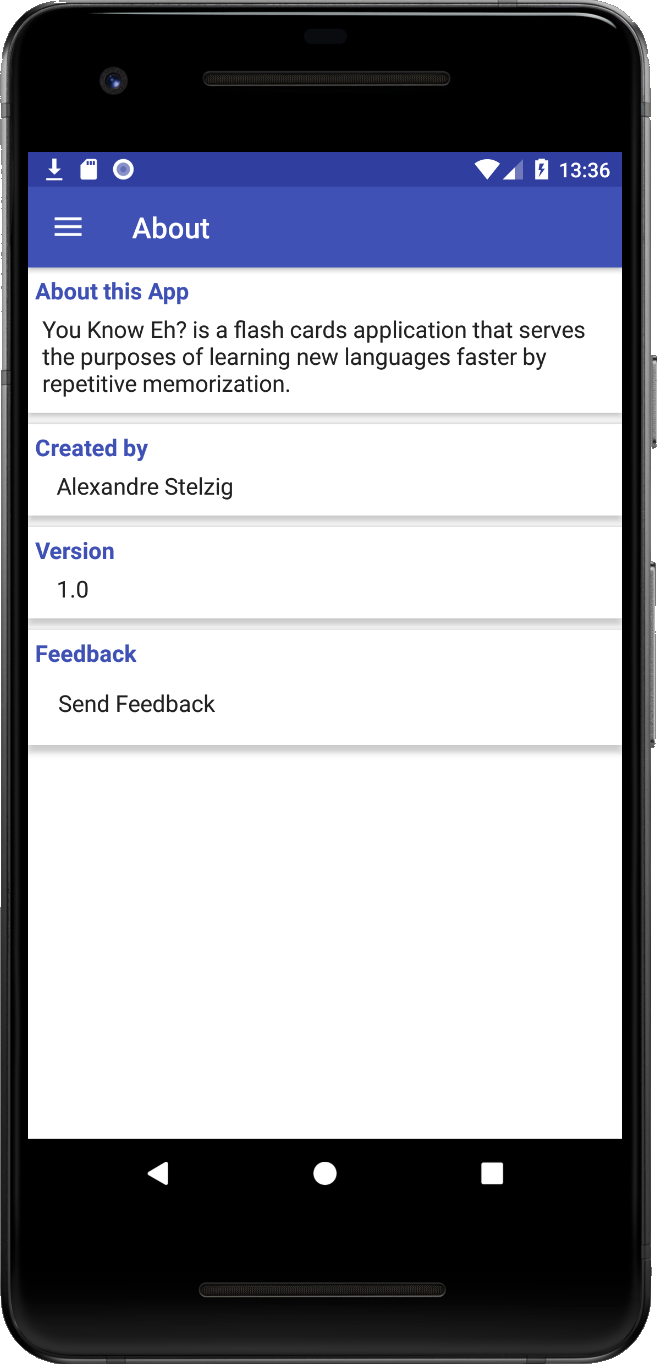 13:36
About
About this App
You Know Eh? is a flash cards application that serves
the purposes of learning new languages faster by
repetitive memorization.
Created by
Alexandre Stelzig
Version
1.0
Feedback
Send Feedback